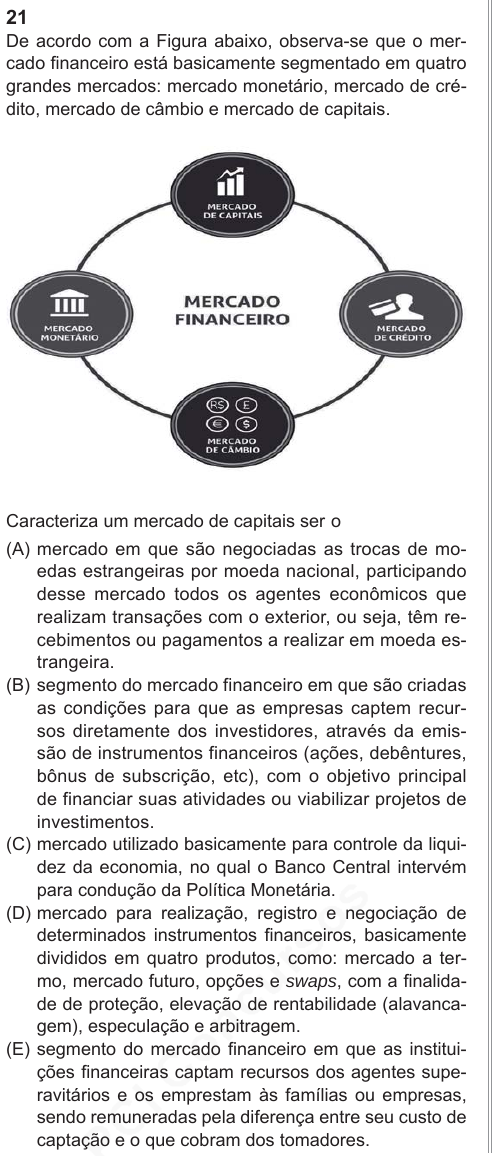 21
De acordo com a Figura abaixo, observa-se que o mer-
cado financeiro está basicamente segmentado em quatro
grandes mercados: mercado monetário, mercado de cré-
dito, mercado de câmbio e mercado de capitais.
MERCADO
DE CAPITAIS
MERCADO
MONETÁRIO
MERCADO
FINANCEIRO
MERCADO
DE CRÉDITO
R$ £
€ $
MERCADO
DE CÂMBIO
Caracteriza um mercado de capitais ser o
(A) mercado em que são negociadas as trocas de mo-
edas estrangeiras por moeda nacional, participando
desse mercado todos os agentes econômicos que
realizam transações com o exterior, ou seja, têm re-
cebimentos ou pagamentos a realizar em moeda es-
trangeira.
(B) segmento do mercado financeiro em que são criadas
as condições para que as empresas captem recur-
sos diretamente dos investidores, através da emis-
são de instrumentos financeiros (ações, debêntures,
bônus de subscrição, etc), com o objetivo principal
de financiar suas atividades ou viabilizar projetos de
investimentos.
(C) mercado utilizado basicamente para controle da liqui-
dez da economia, no qual o Banco Central intervém
para condução da Política Monetária.
(D) mercado para realização, registro e negociação de
determinados instrumentos financeiros, basicamente
divididos em quatro produtos, como: mercado a ter-
mo, mercado futuro, opções e swaps, com a finalida-
de de proteção, elevação de rentabilidade (alavanca-
gem), especulação e arbitragem.
(E) segmento do mercado financeiro em que as institui-
ções financeiras captam recursos dos agentes supe-
ravitários e os emprestam às famílias ou empresas,
sendo remuneradas pela diferença entre seu custo de
captação e o que cobram dos tomadores.